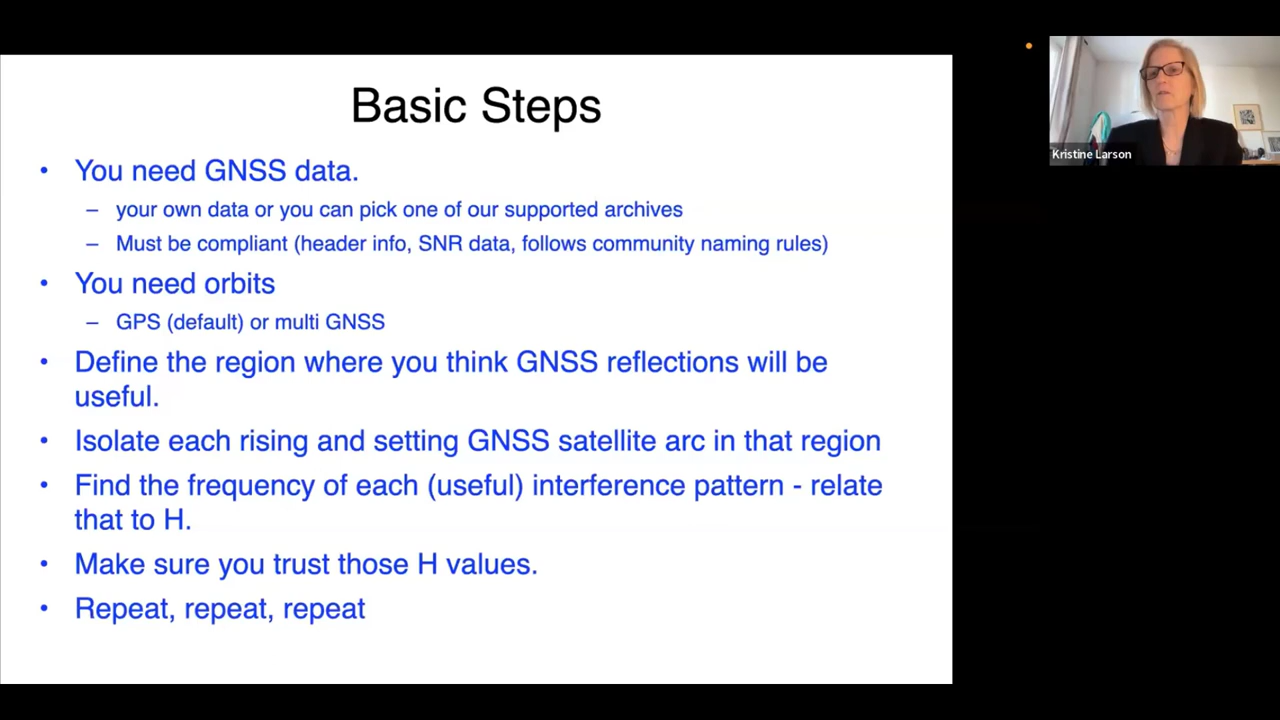 Basic Steps
• You need GNSS data.
– your own data or you can pick one of our supported archives
– Must be compliant (header info, SNR data, follows community naming rules)
• You need orbits
– GPS (default) or multi GNSS
• Define the region where you think GNSS reflections will be
useful.
• Isolate each rising and setting GNSS satellite arc in that region
• Find the frequency of each (useful) interference pattern - relate
that to H.
• Make sure you trust those H values.
• Repeat, repeat, repeat
Kristine Larson